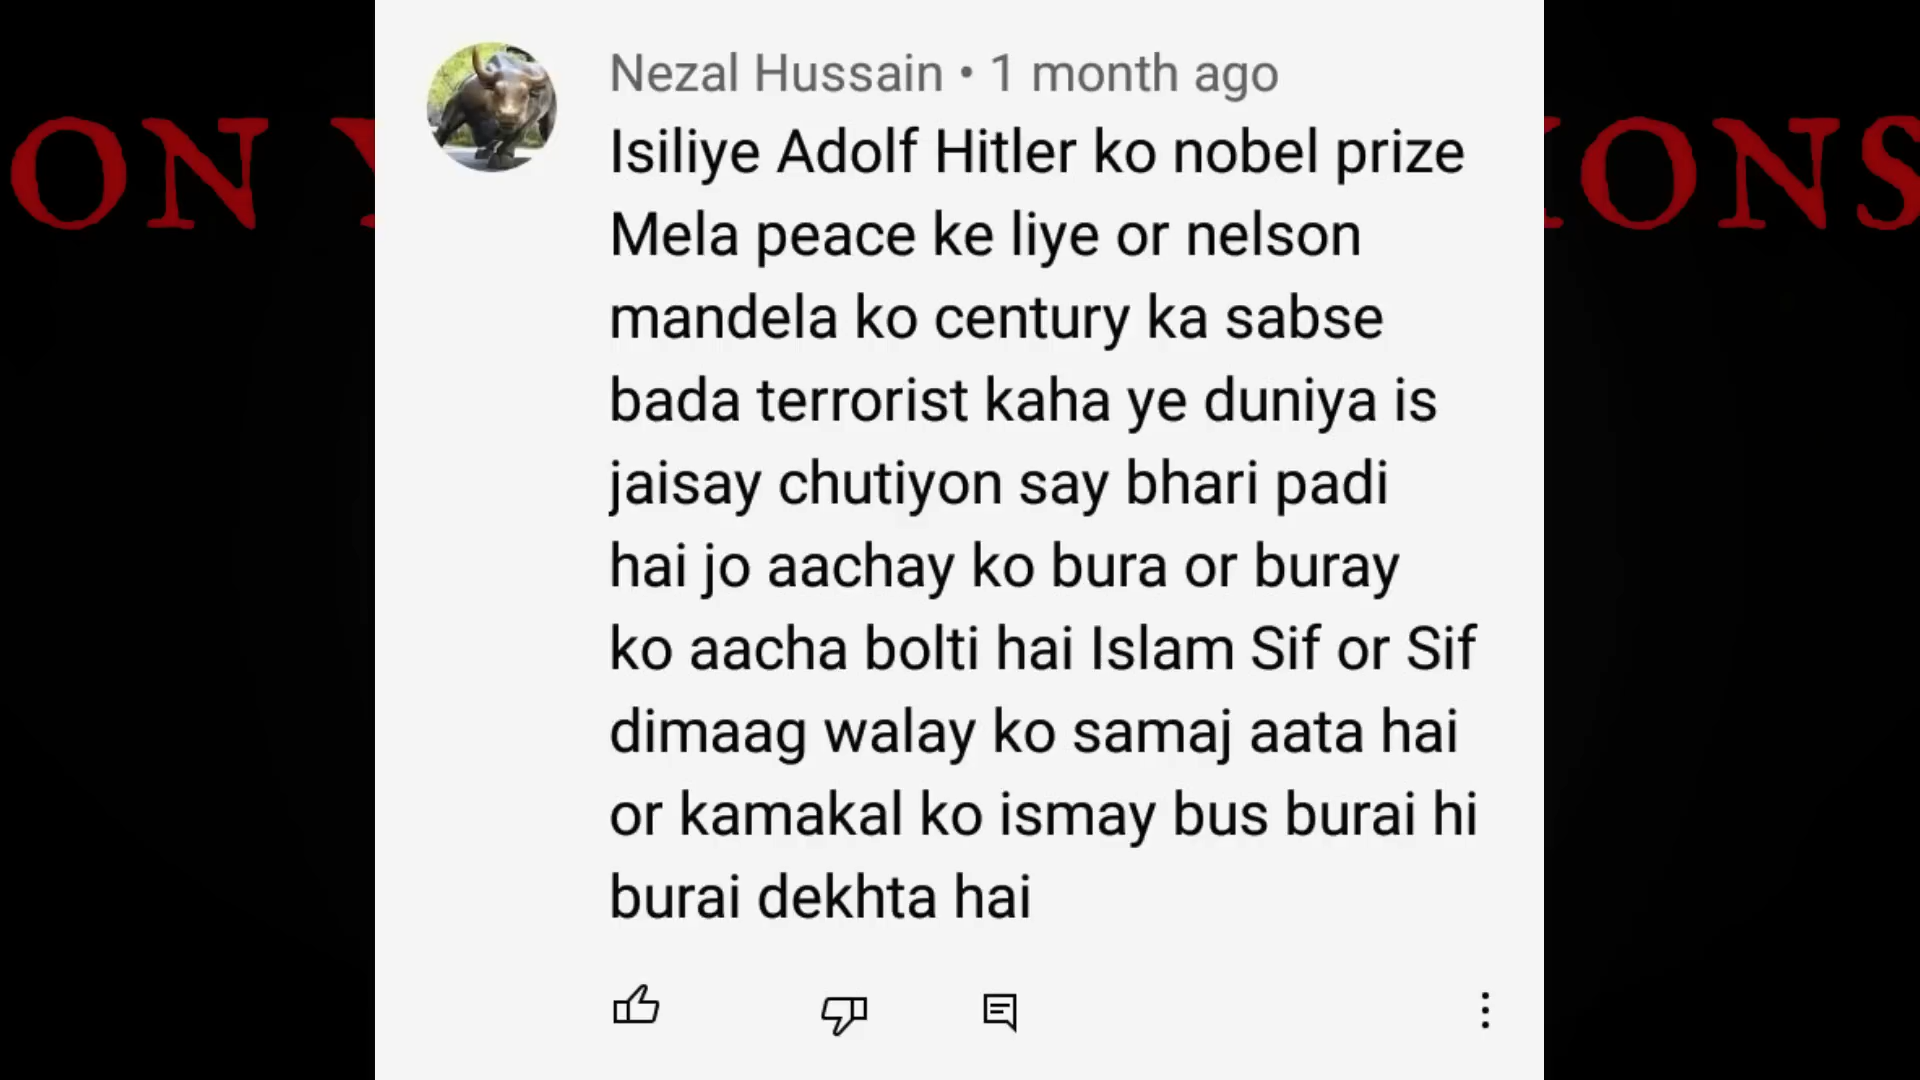 Nezal Hussain • 1 month ago
Isiliye Adolf Hitler ko nobel prize
Mela peace ke liye or nelson
mandela ko century ka sabse
bada terrorist kaha ye duniya is
jaisay chutiyon say bhari padi
hai jo aachay ko bura or buray
ko aacha bolti hai Islam Sif or Sif
dimaag walay ko samaj aata hai
or kamakal ko ismay bus burai hi
burai dekhta hai
ON
IONS